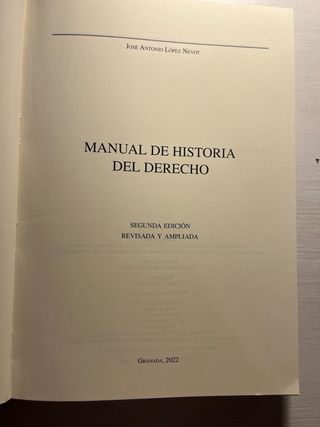 José Antonio López Nevot
MANUAL DE HISTORIA
DEL DERECHO
SEGUNDA EDICIÓN
REVISADA Y AMPLIADA
Granada, 2022